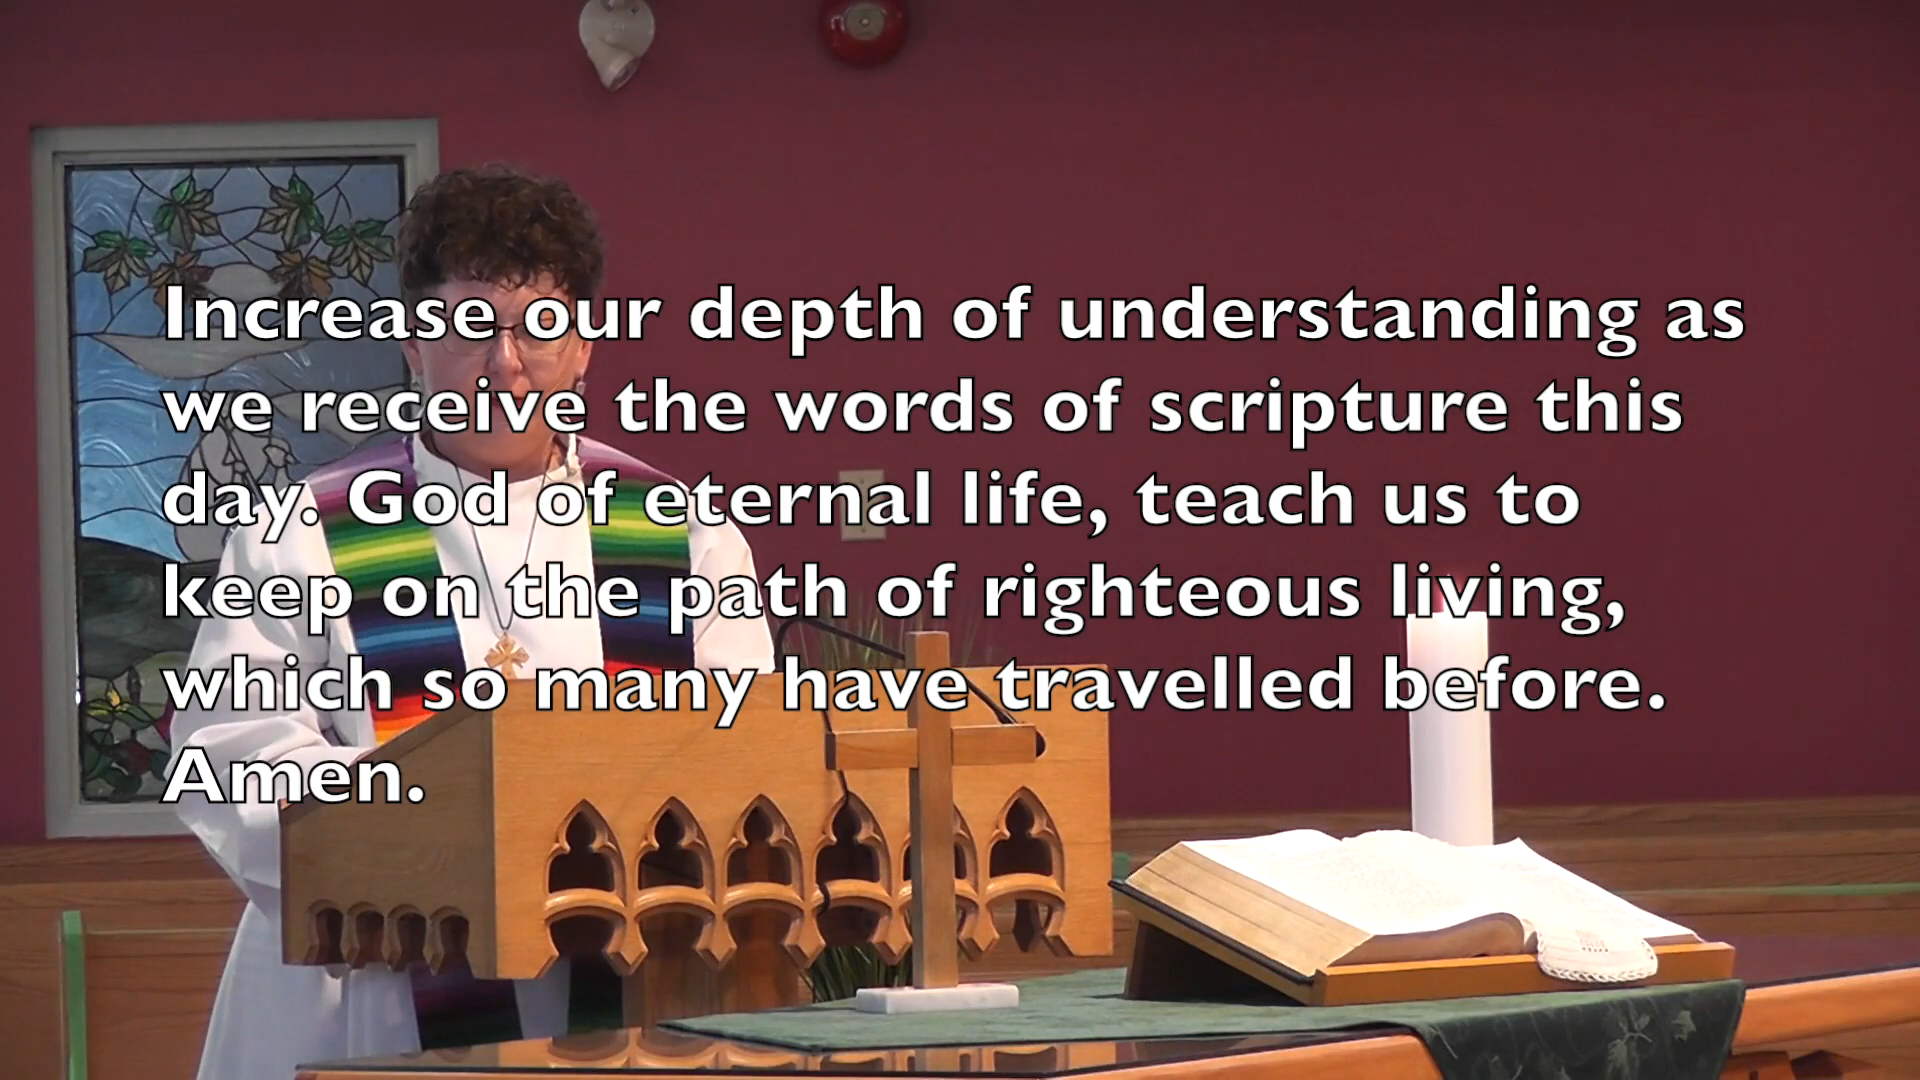 Increase our depth of understanding as
we receive the words of scripture this
day. God of eternal life, teach us to
keep on the path of righteous living,
which so many have travelled before.
Amen.